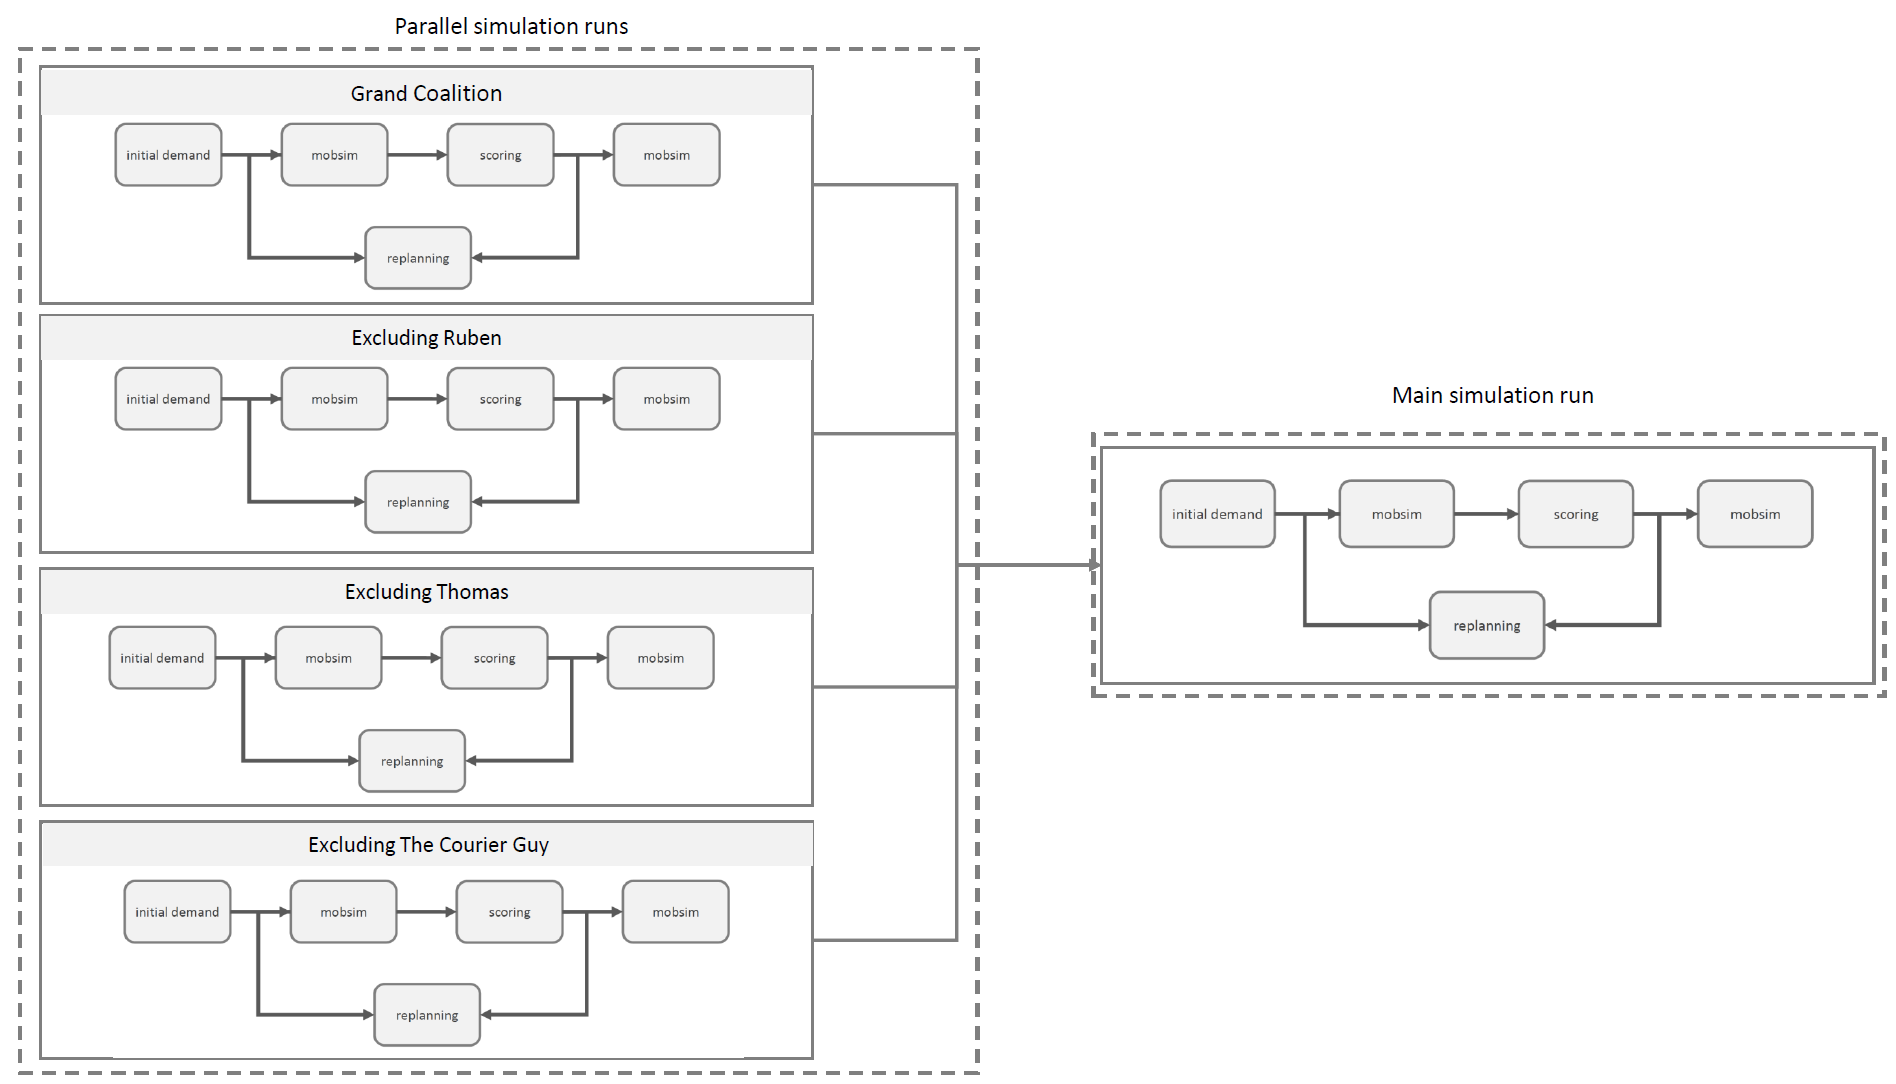 Parallel simulation runs
Grand Coalition
initial demand
mobsim
scoring
mobsim
replanning
Excluding Ruben
initial demand
mobsim
scoring
mobsim
replanning
Excluding Thomas
initial demand
mobsim
scoring
mobsim
replanning
Excluding The Courier Guy
initial demand
mobsim
scoring
mobsim
replanning
Main simulation run
initial demand
mobsim
scoring
mobsim
replanning